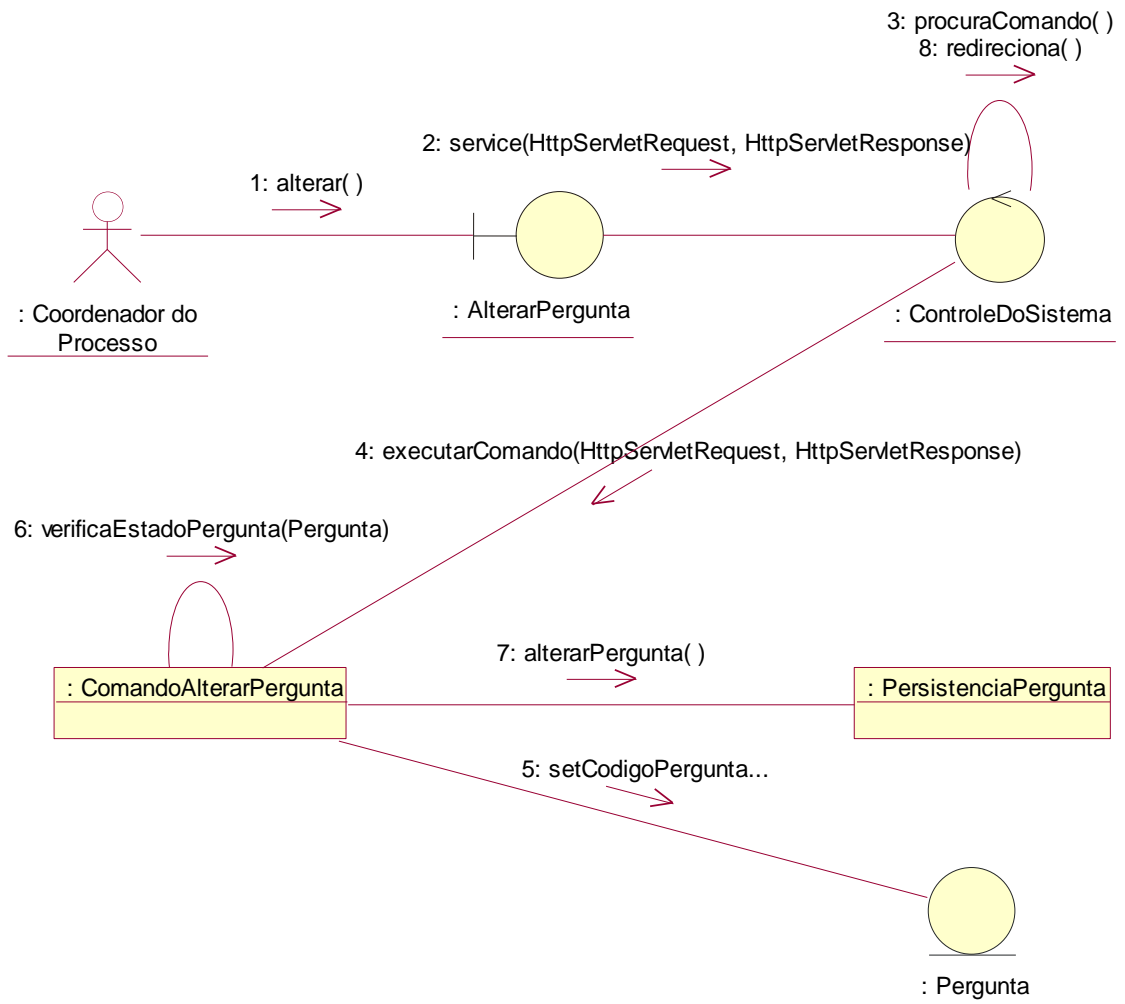 3: procuraComando( )
8: redireciona( )
2: service(HttpServletRequest, HttpServletResponse)
1: alterar( )
: Coordenador do
Processo
: AlterarPergunta
: ControleDoSistema
4: executarComando(HttpServletRequest, HttpServletResponse)
6: verificaEstadoPergunta(Pergunta)
7: alterarPergunta( )
: ComandoAlterarPergunta
: PersistenciaPergunta
5: setCodigoPergunta...
: Pergunta